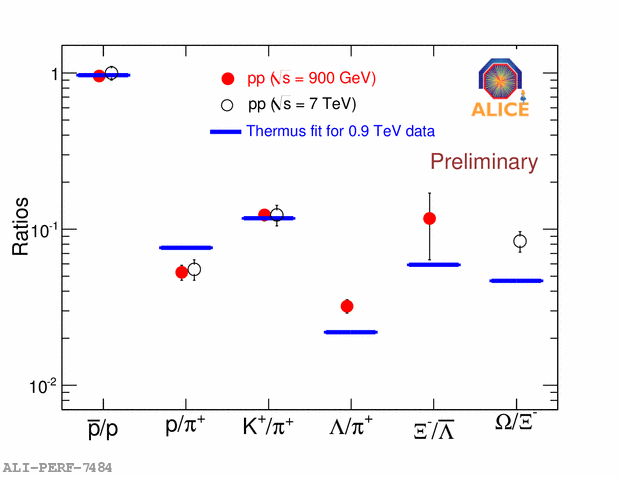 pp (√s = 900 GeV)
pp (√s = 7 TeV)
Thermus fit for 0.9 TeV data
ALICE
Preliminary
Ratios
1
10⁻¹
10⁻²
p̅/p
p/π⁺
K⁺/π⁺
Λ/π⁺
Ξ⁻/Λ̅
Ω/Ξ⁻
ALI-PERF-7484